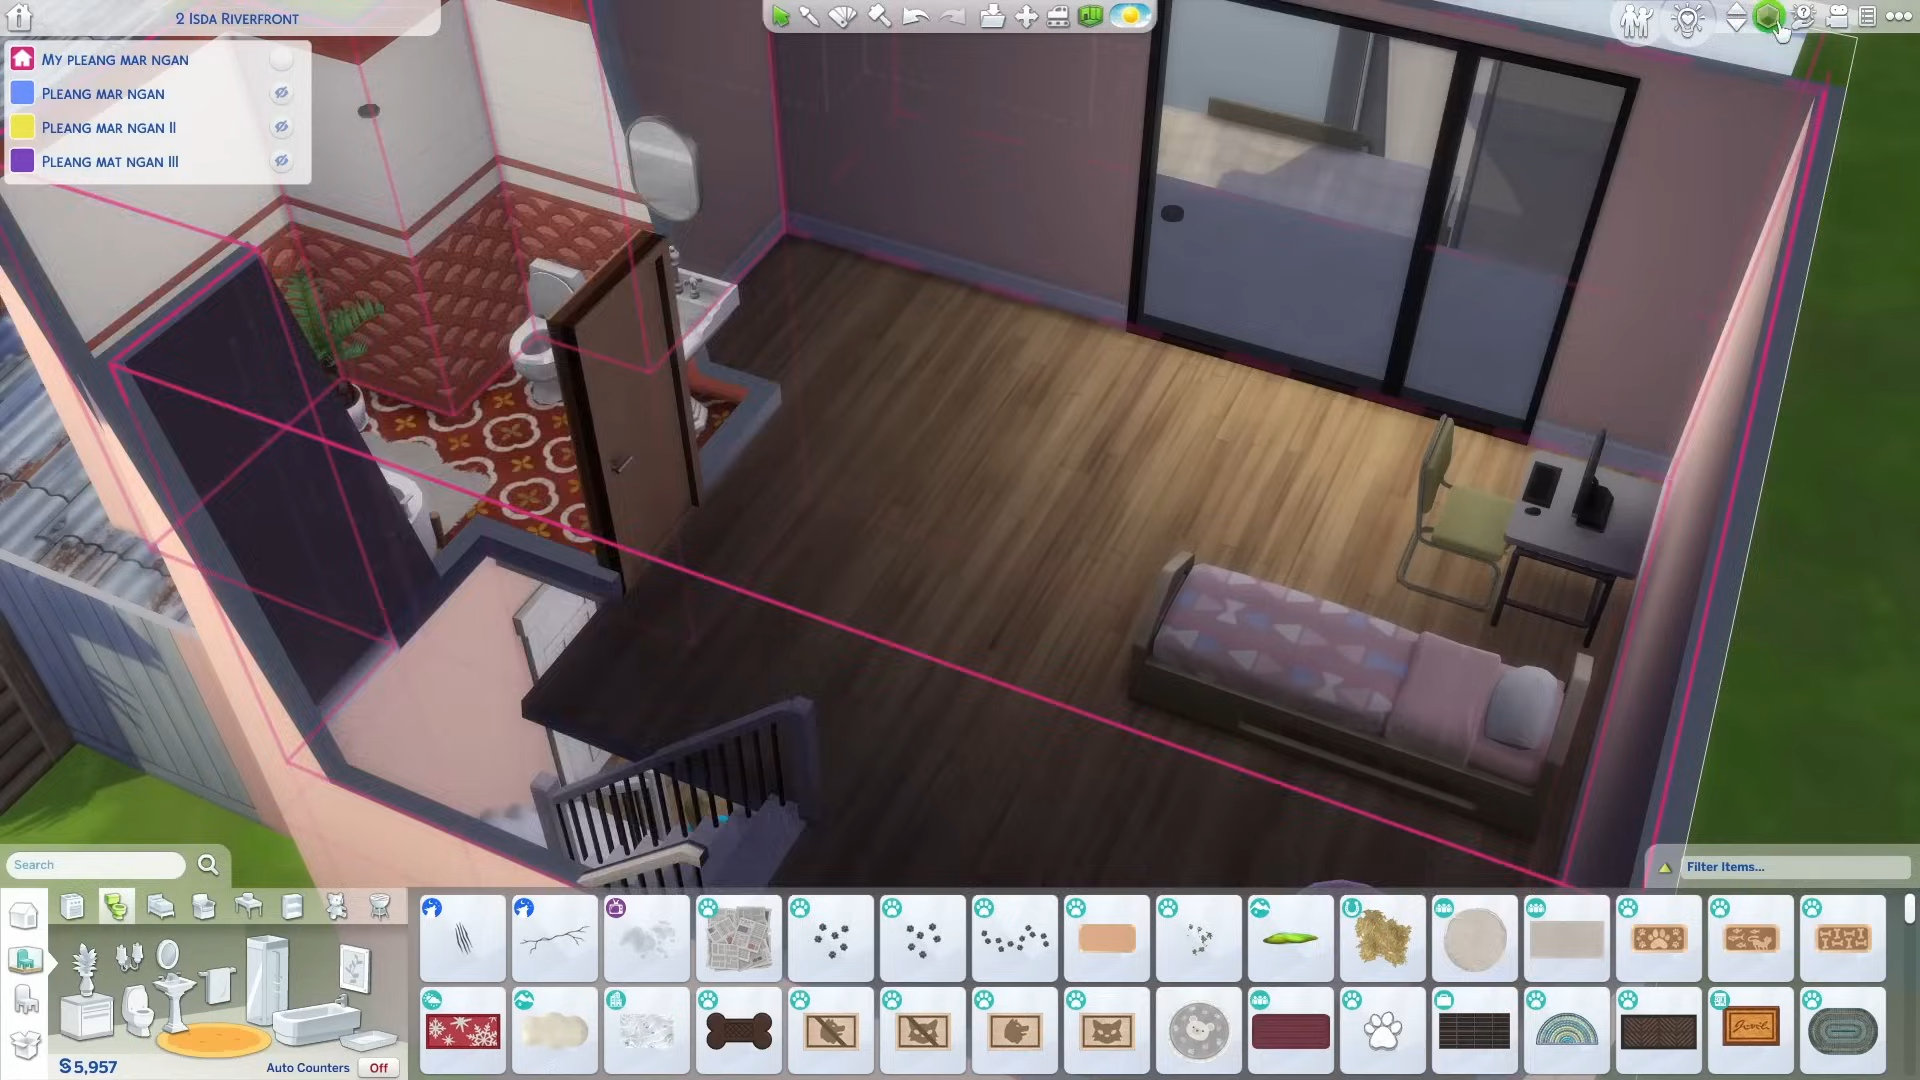 2 Isda Riverfront
My pleang mar ngan
Pleang mar ngan
Pleang mar ngan II
Pleang mat ngan III
Search
Filter Items...
§5,957
Auto Counters
Off